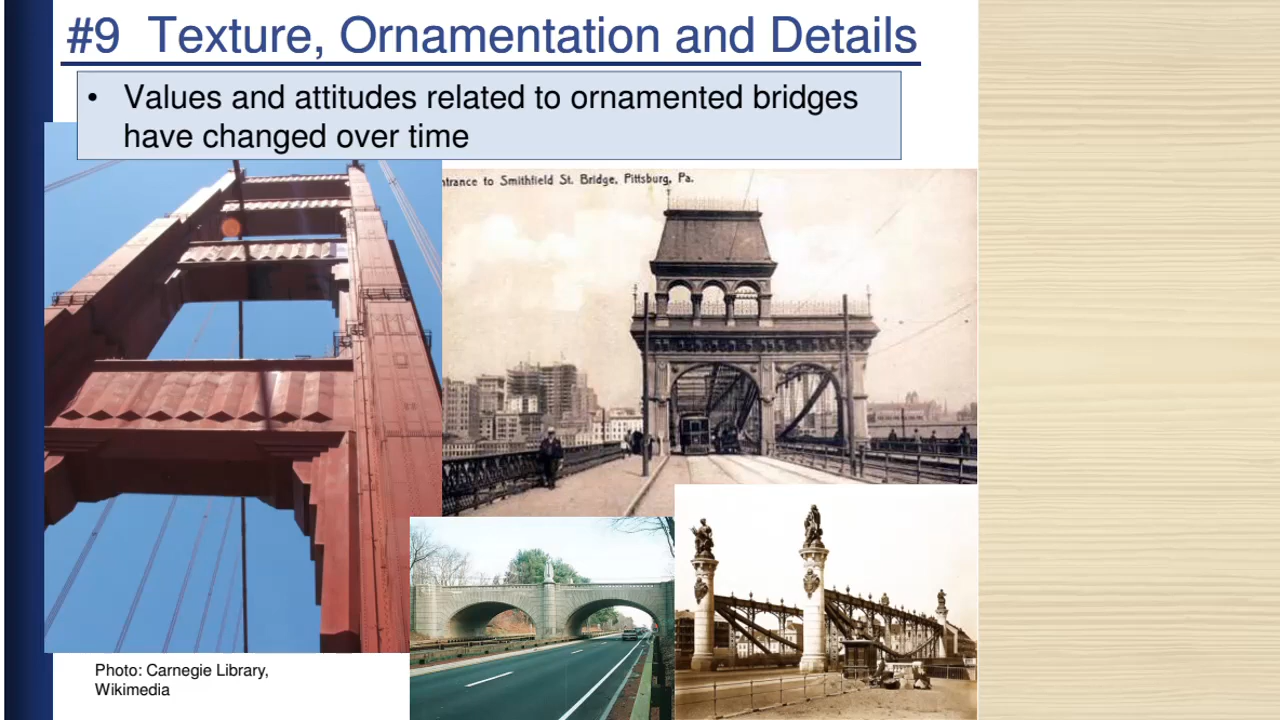 #9 Texture, Ornamentation and Details
• Values and attitudes related to ornamented bridges
have changed over time
ntrance to Smithfield St. Bridge, Pittsburg, Pa.
Photo: Carnegie Library,
Wikimedia